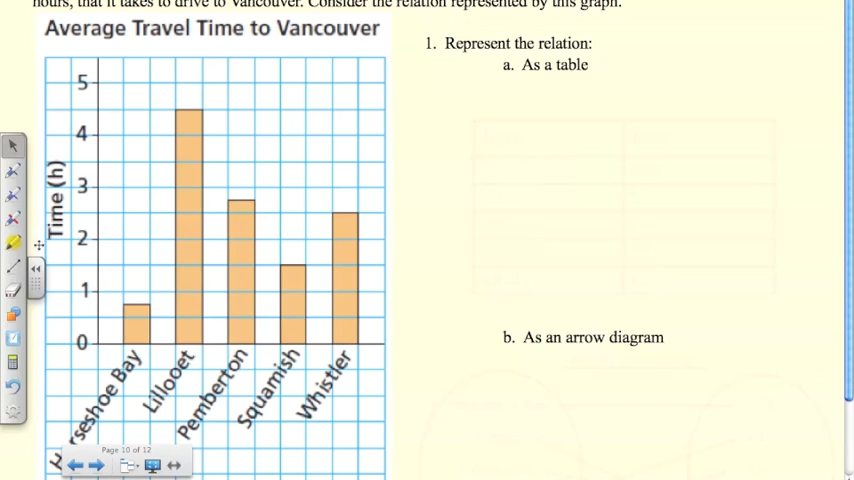 hours, that it takes to drive to Vancouver. Consider the relation represented by this graph.
Average Travel Time to Vancouver
1. Represent the relation:
a. As a table
5
4
3
2
1
0
Time (h)
Horseshoe Bay
Lillooet
Pemberton
Squamish
Whistler
b. As an arrow diagram
Page 10 of 12